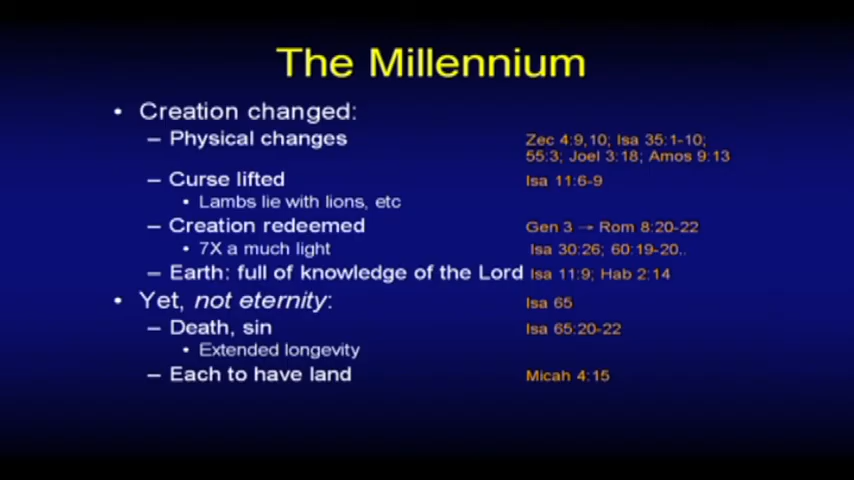 The Millennium
• Creation changed:
– Physical changes Zec 4:9,10; Isa 35:1-10;
55:3; Joel 3:18; Amos 9:13
– Curse lifted Isa 11:6-9
• Lambs lie with lions, etc
– Creation redeemed Gen 3 → Rom 8:20-22
• 7X a much light Isa 30:26; 60:19-20..
– Earth: full of knowledge of the Lord Isa 11:9; Hab 2:14
• Yet, not eternity: Isa 65
– Death, sin Isa 65:20-22
• Extended longevity
– Each to have land Micah 4:15